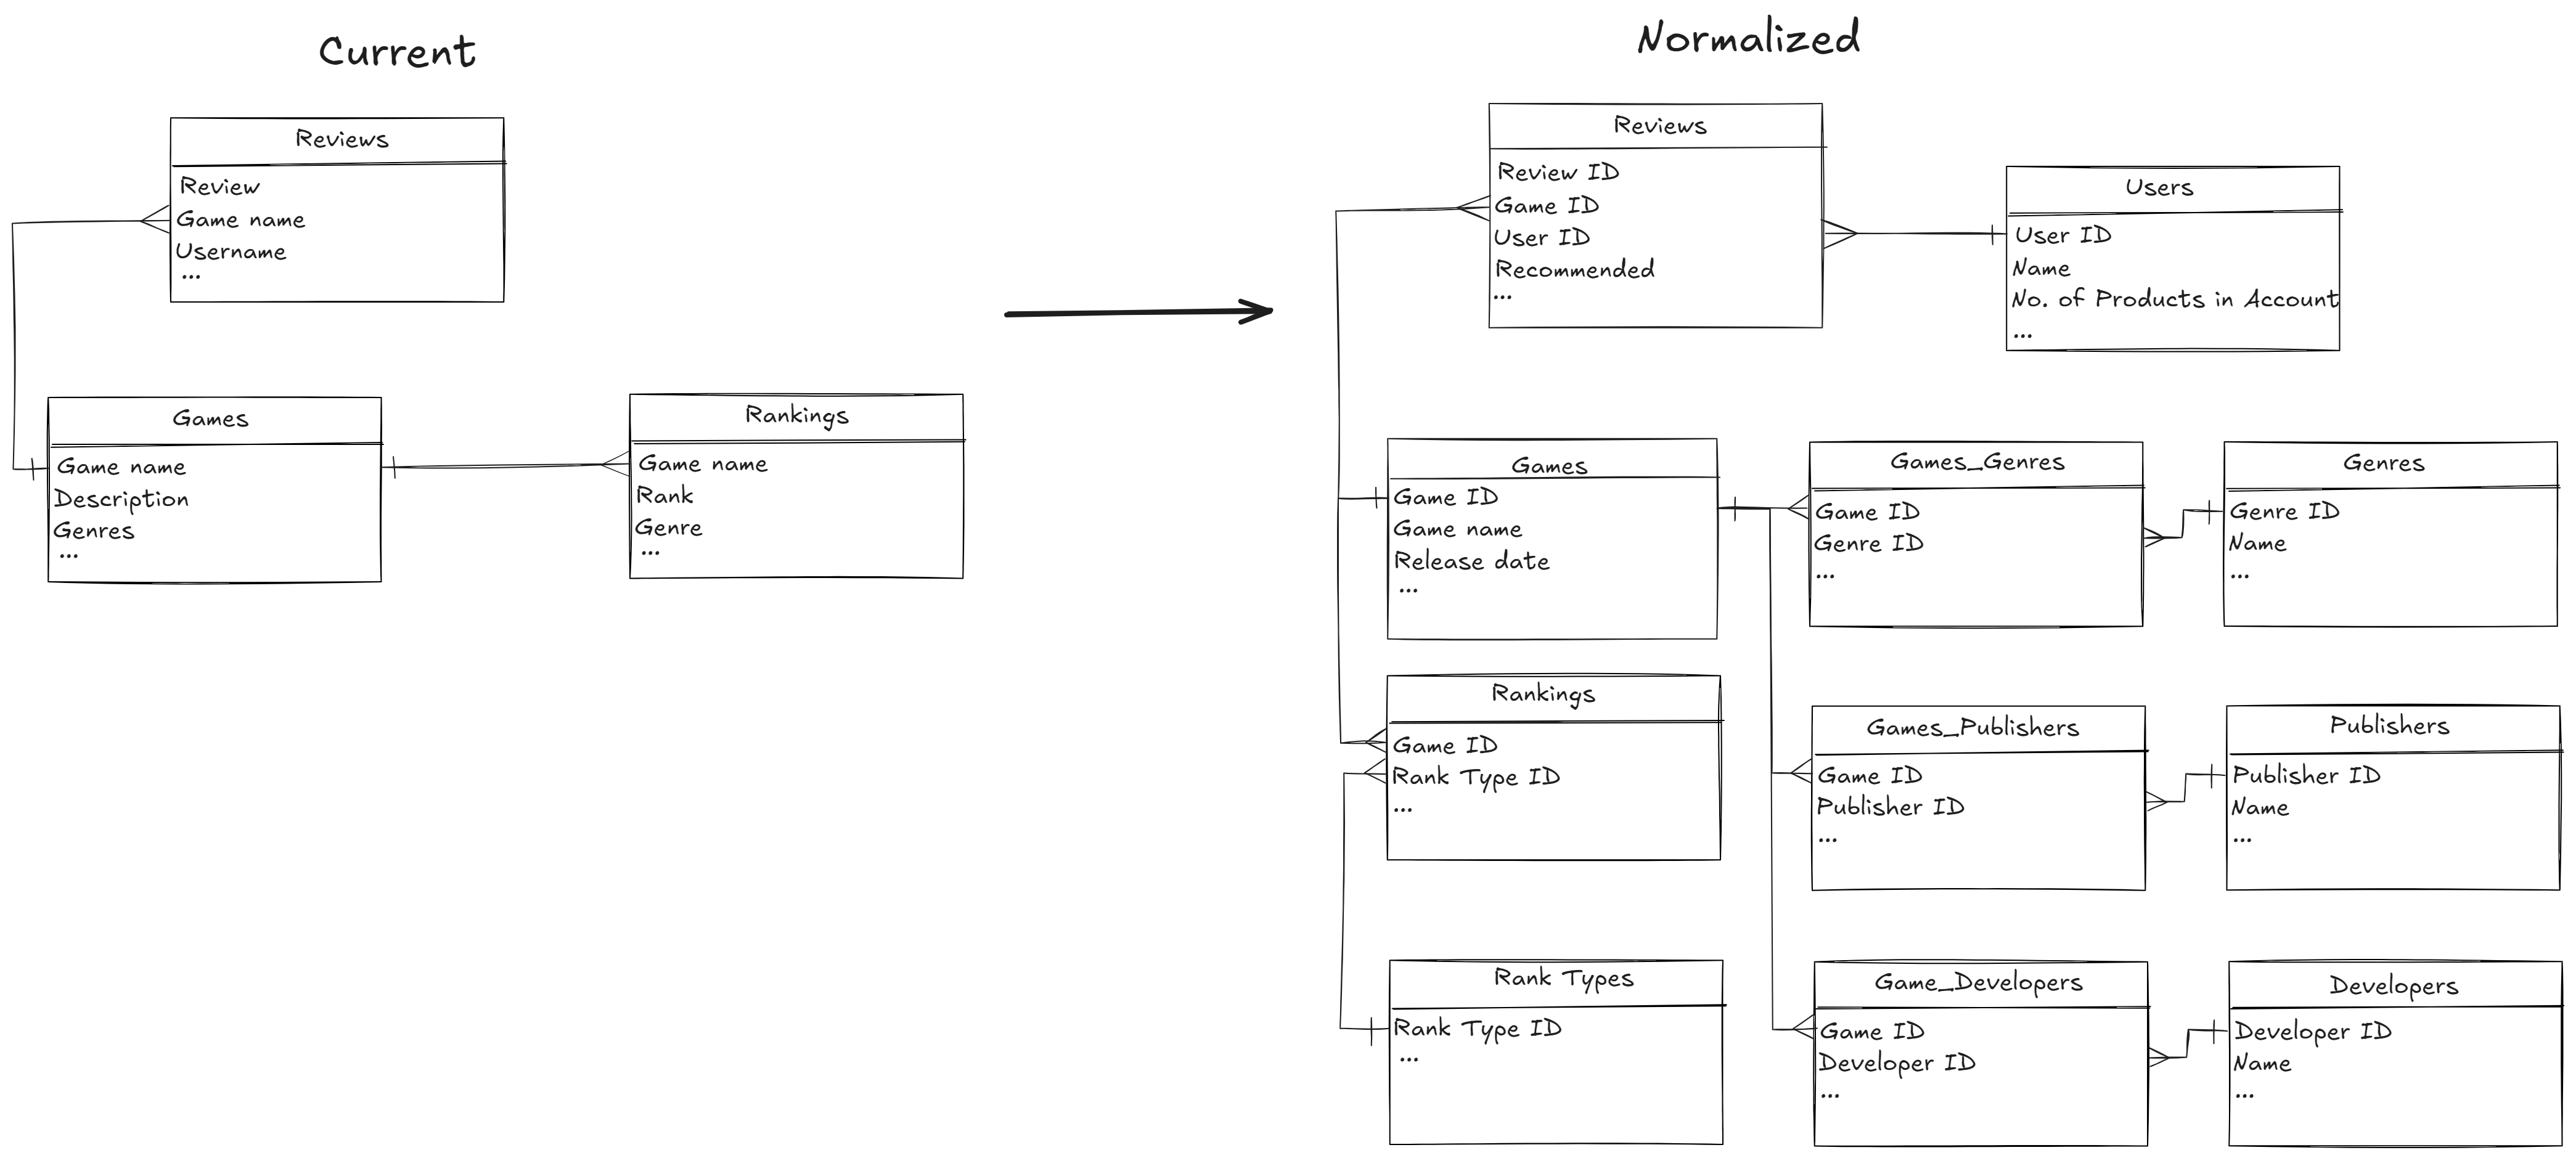 Current
Reviews
Review
Game name
Username
...
Games
Game name
Description
Genres
...
Rankings
Game name
Rank
Genre
...
Normalized
Reviews
Review ID
Game ID
User ID
Recommended
...
Users
User ID
Name
No. of Products in Account
...
Games
Game ID
Game name
Release date
...
Games_Genres
Game ID
Genre ID
...
Genres
Genre ID
Name
...
Rankings
Game ID
Rank Type ID
...
Games_Publishers
Game ID
Publisher ID
...
Publishers
Publisher ID
Name
...
Rank Types
Rank Type ID
...
Game_Developers
Game ID
Developer ID
...
Developers
Developer ID
Name
...